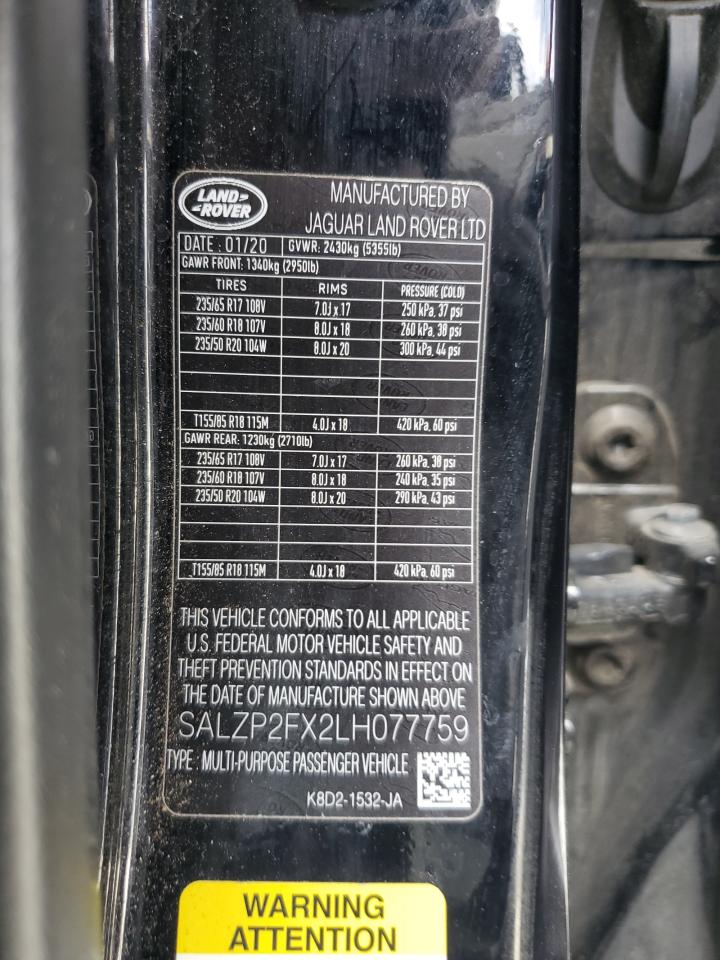 LAND ROVER
MANUFACTURED BY
JAGUAR LAND ROVER LTD
DATE : 01/20 GVWR: 2430kg (5355lb)
GAWR FRONT: 1340kg (2950lb)
TIRES RIMS PRESSURE (COLD)
235/65 R17 108V 7.0J x 17 250 kPa, 37 psi
235/60 R18 107V 8.0J x 18 260 kPa, 38 psi
235/50 R20 104W 8.0J x 20 300 kPa, 44 psi
T155/85 R18 115M 4.0J x 18 420 kPa, 60 psi
GAWR REAR: 1230kg (2710lb)
235/65 R17 108V 7.0J x 17 260 kPa, 38 psi
235/60 R18 107V 8.0J x 18 240 kPa, 35 psi
235/50 R20 104W 8.0J x 20 290 kPa, 43 psi
T155/85 R18 115M 4.0J x 18 420 kPa, 60 psi
THIS VEHICLE CONFORMS TO ALL APPLICABLE
U.S. FEDERAL MOTOR VEHICLE SAFETY AND
THEFT PREVENTION STANDARDS IN EFFECT ON
THE DATE OF MANUFACTURE SHOWN ABOVE
SALZP2FX2LH077759
TYPE : MULTI-PURPOSE PASSENGER VEHICLE
K8D2-1532-JA
WARNING
ATTENTION